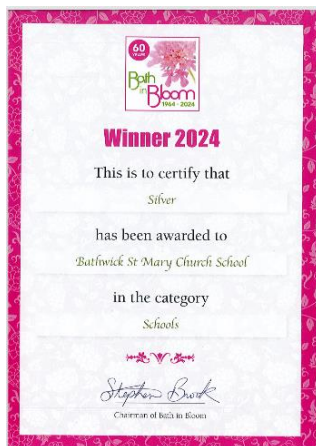 60
YEARS
Bath
in Bloom
1964 - 2024
Winner 2024
This is to certify that
Silver
has been awarded to
Bathwick St Mary Church School
in the category
Schools
Stephen Brook
Chairman of Bath in Bloom